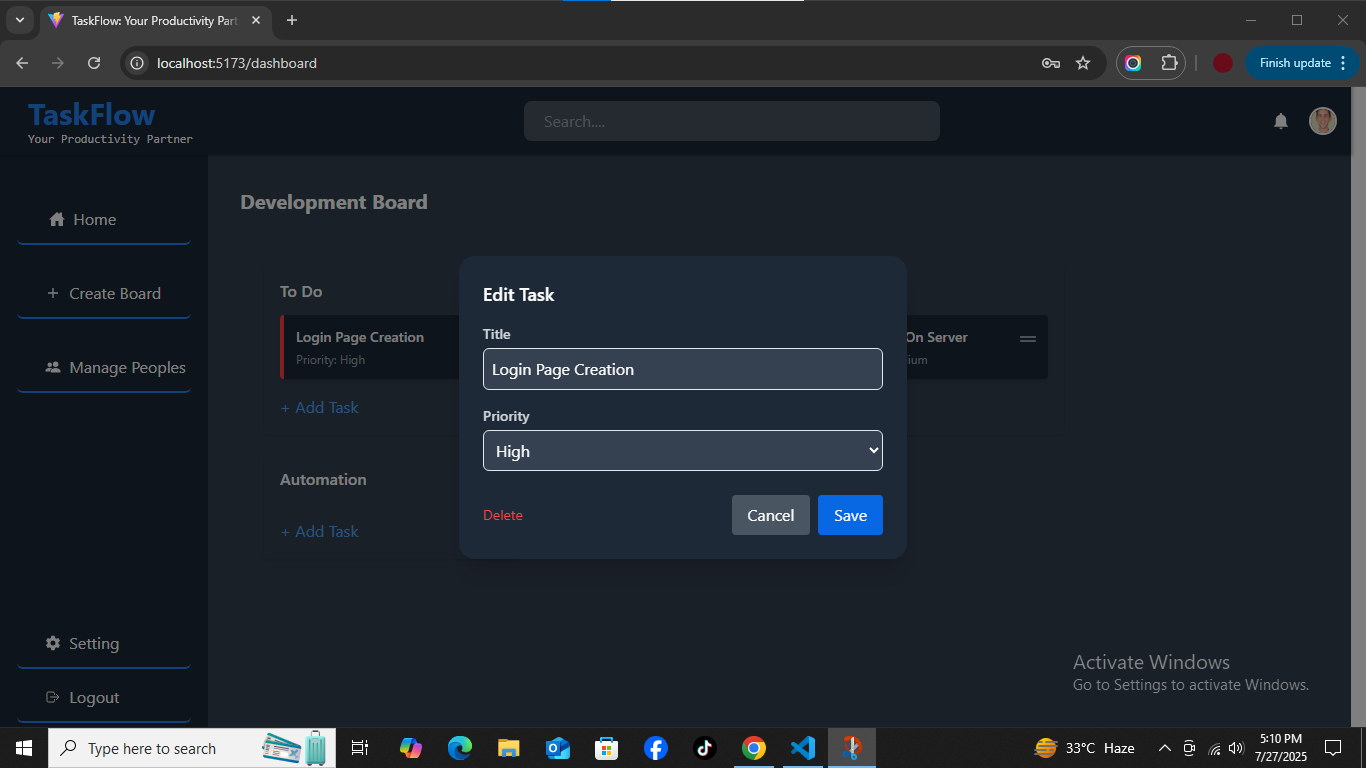 TaskFlow: Your Productivity Part
localhost:5173/dashboard
Finish update
TaskFlow
Your Productivity Partner
Search....
Home
Create Board
Manage Peoples
Setting
Logout
Development Board
To Do
Login Page Creation
Priority: High
+ Add Task
On Server
ium
Automation
+ Add Task
Edit Task
Title
Login Page Creation
Priority
High
Delete
Cancel
Save
Activate Windows
Go to Settings to activate Windows.
Type here to search
33°C Haze
5:10 PM
7/27/2025